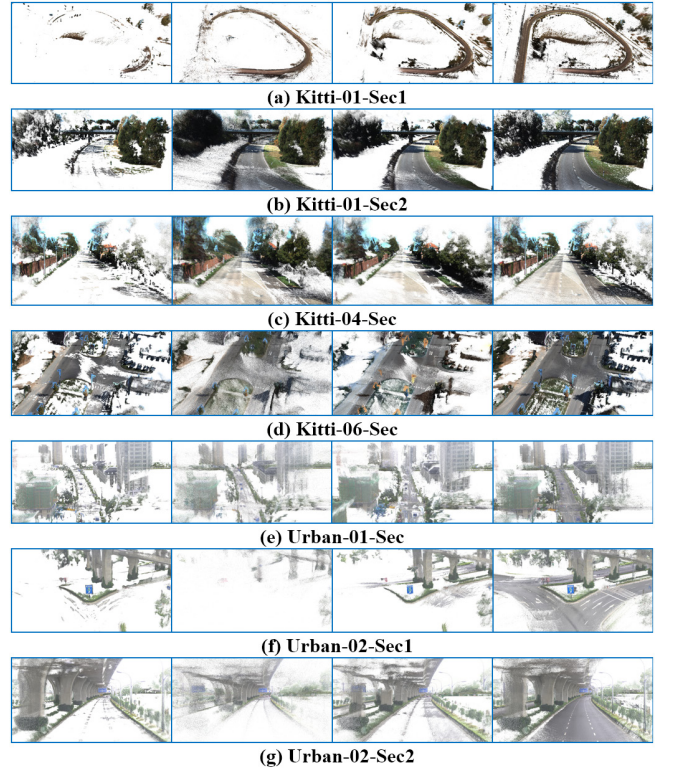 (a) Kitti-01-Sec1
(b) Kitti-01-Sec2
(c) Kitti-04-Sec
(d) Kitti-06-Sec
(e) Urban-01-Sec
(f) Urban-02-Sec1
(g) Urban-02-Sec2